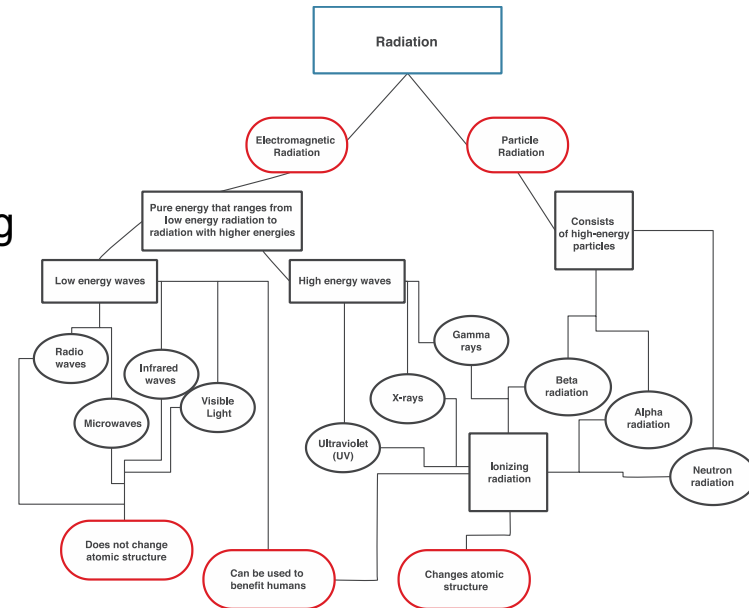 Radiation
Electromagnetic
Radiation
Particle
Radiation
g
Pure energy that ranges from
low energy radiation to
radiation with higher energies
Consists
of high-energy
particles
Low energy waves
High energy waves
Radio
waves
Infrared
waves
Gamma
rays
Microwaves
Visible
Light
X-rays
Beta
radiation
Alpha
radiation
Ultraviolet
(UV)
Ionizing
radiation
Neutron
radiation
Does not change
atomic structure
Can be used to
benefit humans
Changes atomic
structure